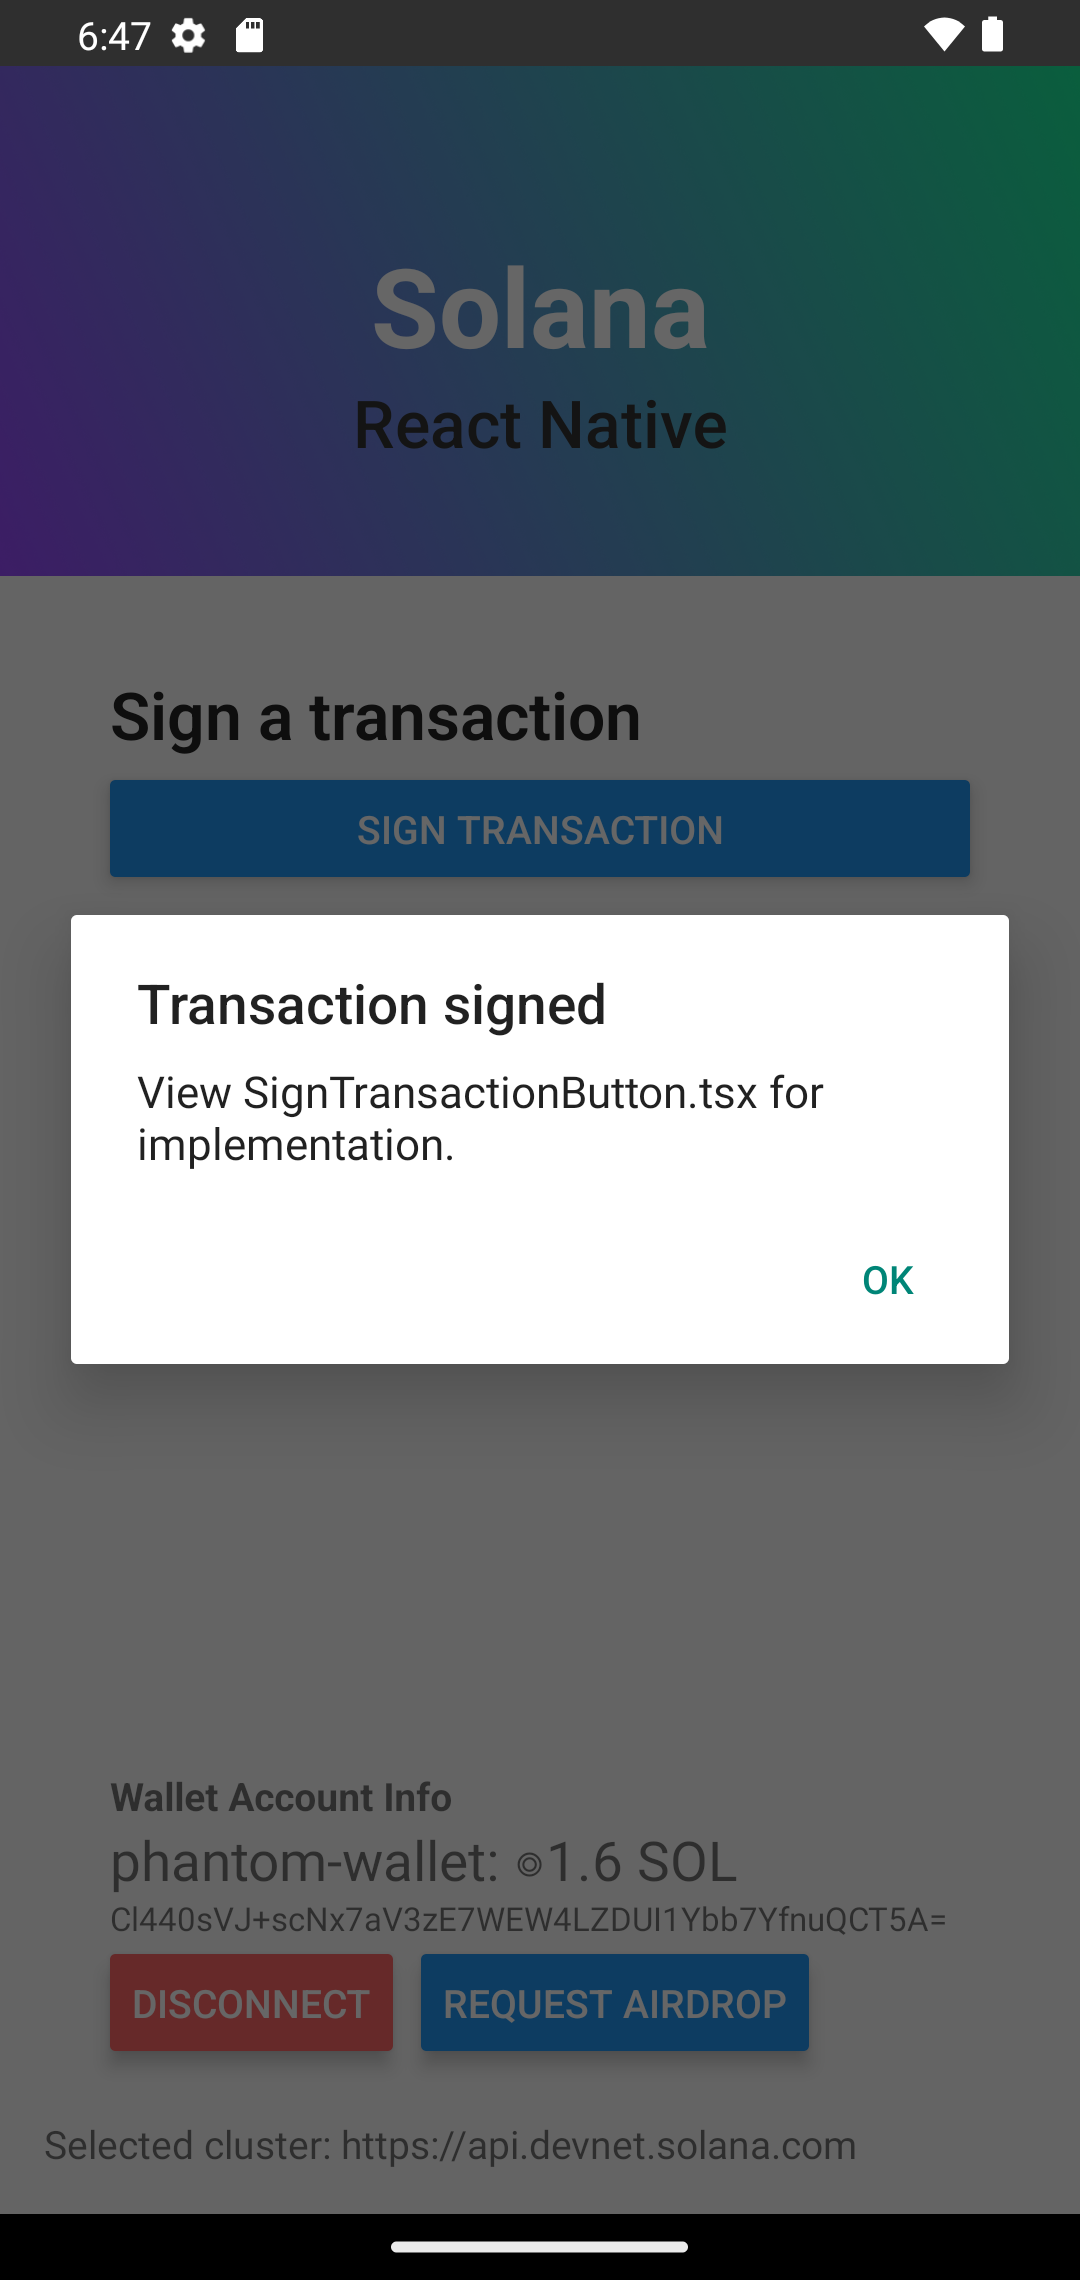 6:47
Solana
React Native
Sign a transaction
SIGN TRANSACTION
Transaction signed
View SignTransactionButton.tsx for
implementation.
OK
Wallet Account Info
phantom-wallet: ⌾1.6 SOL
Cl440sVJ+scNx7aV3zE7WEW4LZDUI1Ybb7YfnuQCT5A=
DISCONNECT
REQUEST AIRDROP
Selected cluster: https://api.devnet.solana.com